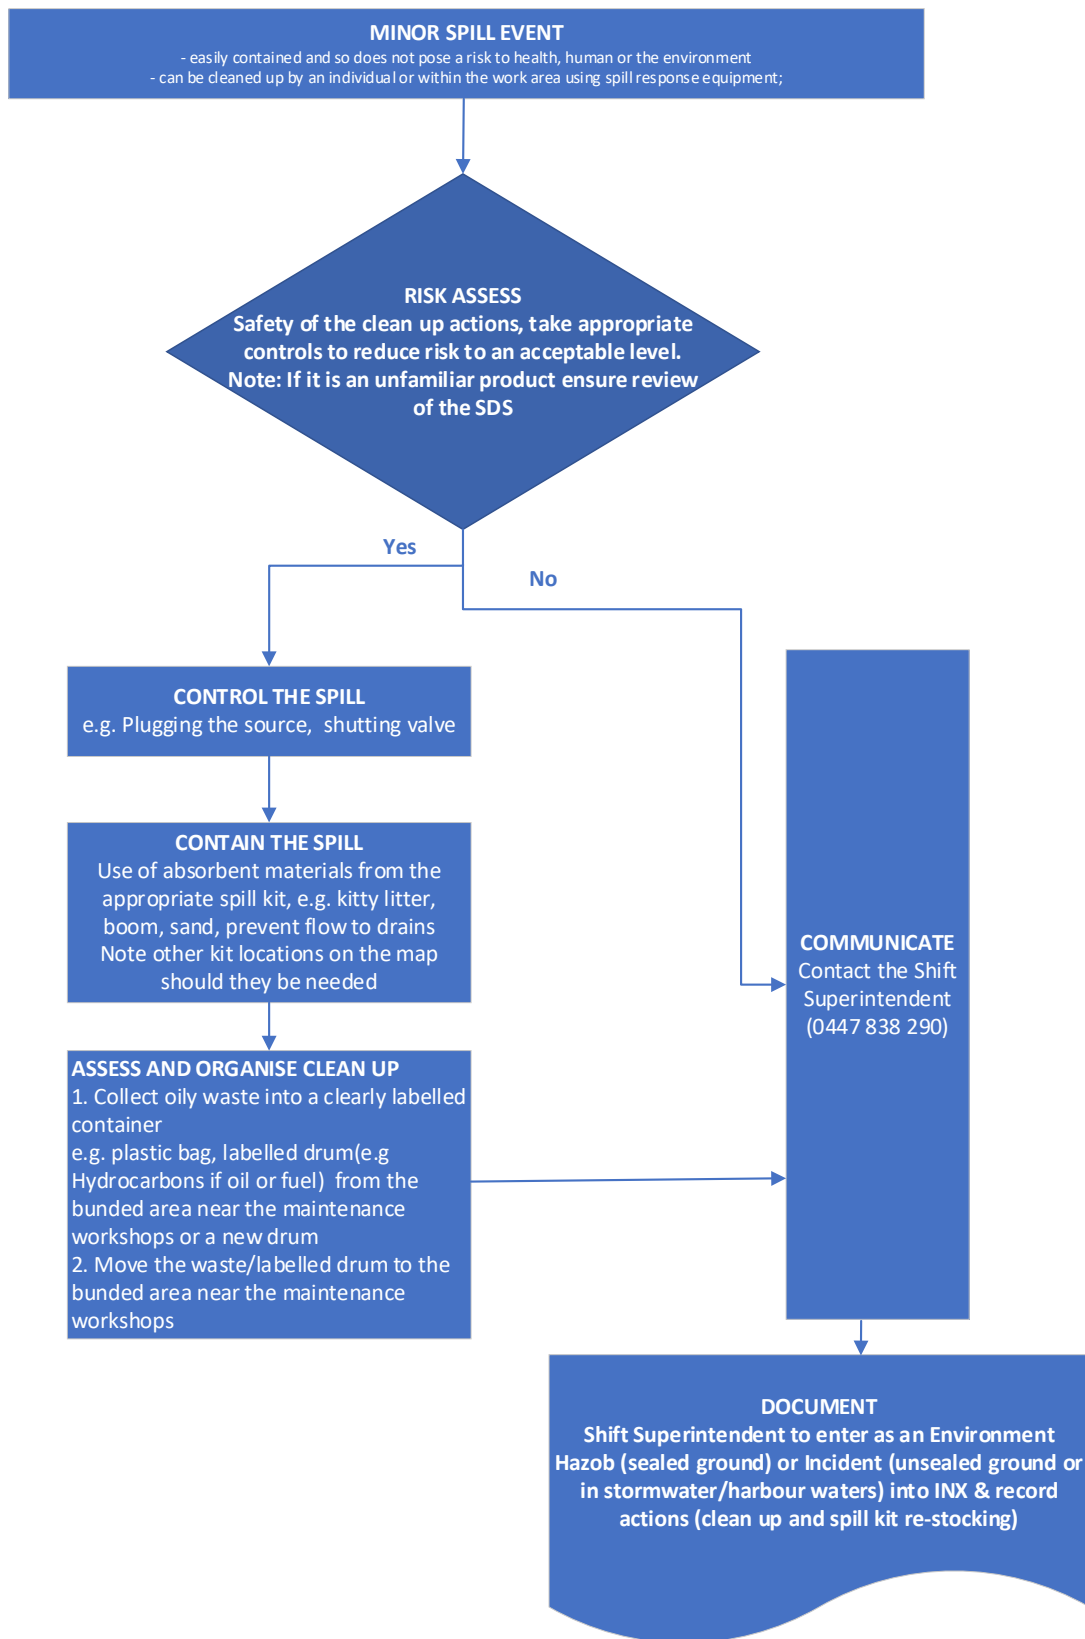 MINOR SPILL EVENT
- easily contained and so does not pose a risk to health, human or the environment
- can be cleaned up by an individual or within the work area using spill response equipment;
RISK ASSESS
Safety of the clean up actions, take appropriate
controls to reduce risk to an acceptable level.
Note: If it is an unfamiliar product ensure review
of the SDS
Yes
No
CONTROL THE SPILL
e.g. Plugging the source, shutting valve
CONTAIN THE SPILL
Use of absorbent materials from the
appropriate spill kit, e.g. kitty litter,
boom, sand, prevent flow to drains
Note other kit locations on the map
should they be needed
ASSESS AND ORGANISE CLEAN UP
1. Collect oily waste into a clearly labelled
container
e.g. plastic bag, labelled drum(e.g
Hydrocarbons if oil or fuel) from the
bunded area near the maintenance
workshops or a new drum
2. Move the waste/labelled drum to the
bunded area near the maintenance
workshops
COMMUNICATE
Contact the Shift
Superintendent
(0447 838 290)
DOCUMENT
Shift Superintendent to enter as an Environment
Hazob (sealed ground) or Incident (unsealed ground or
in stormwater/harbour waters) into INX & record
actions (clean up and spill kit re-stocking)